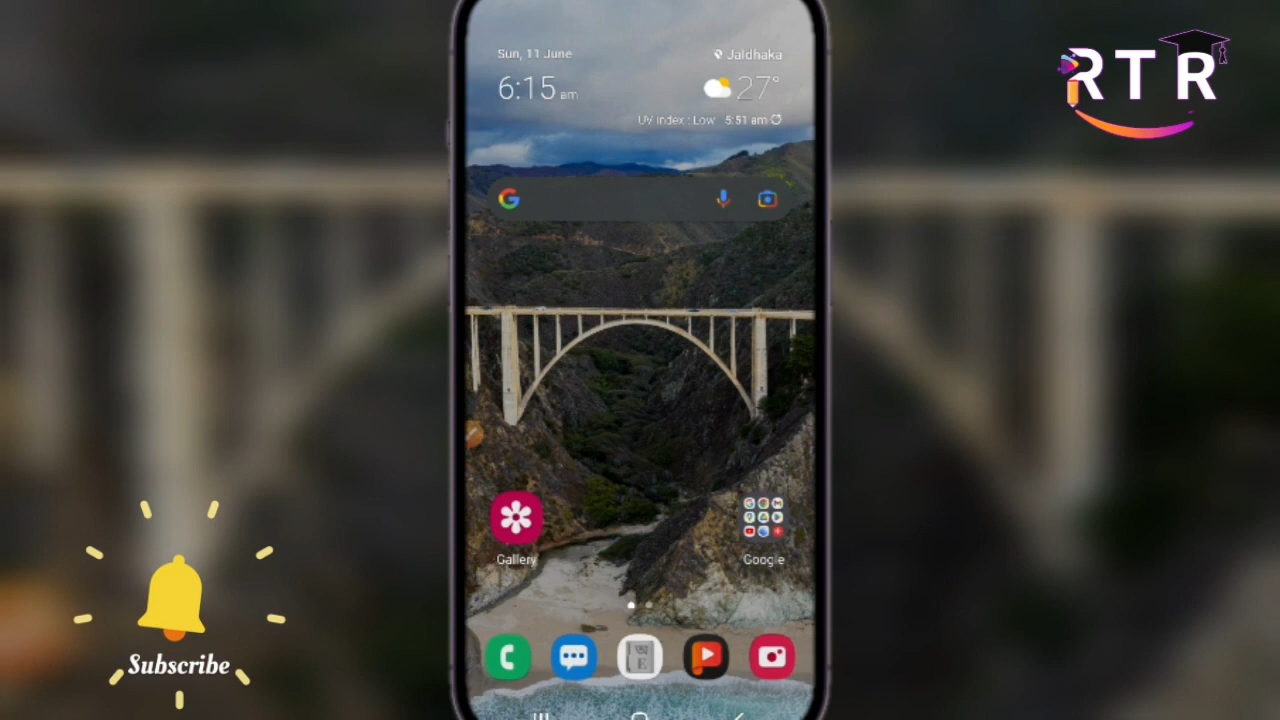 Sun, 11 June
Jaldhaka
6:15 am
27°
UV index : Low 5:51 am
RTR
Gallery
Google
Subscribe